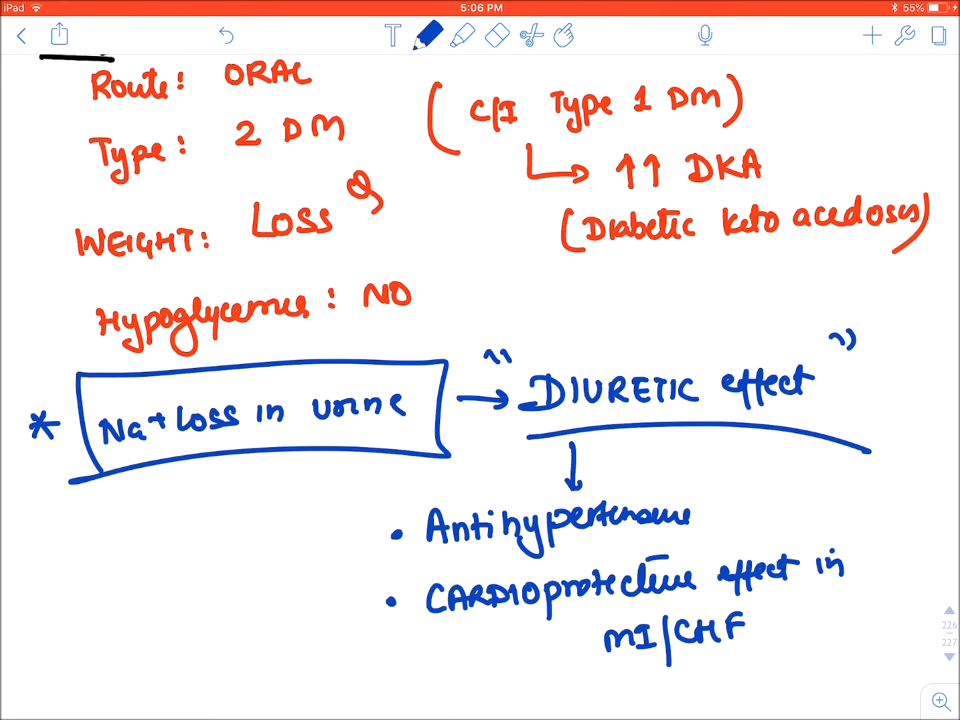 iPad 5:06 PM 55%
Route: ORAL
Type: 2 DM
WEIGHT: LOSS
Hypoglycemia: NO
(C/I Type 1 DM)
↑↑ DKA
(Diabetic keto acedosis)
* Na+ Loss in urine → "DIURETIC effect"
• Antihypertensive
• CARDIOprotective effect in
MI/CHF
226
227